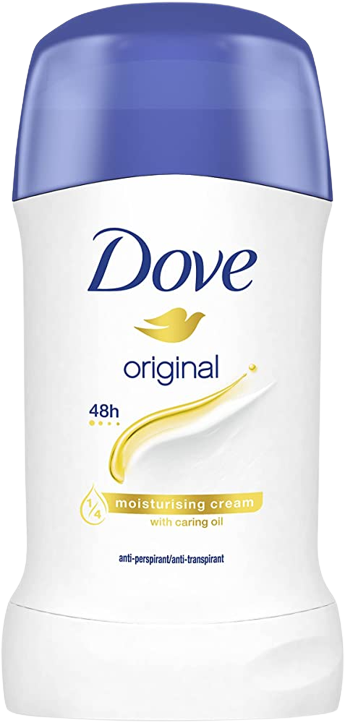 Dove
original
48h
1/4
moisturising cream
with caring oil
anti-perspirant/anti-transpirant